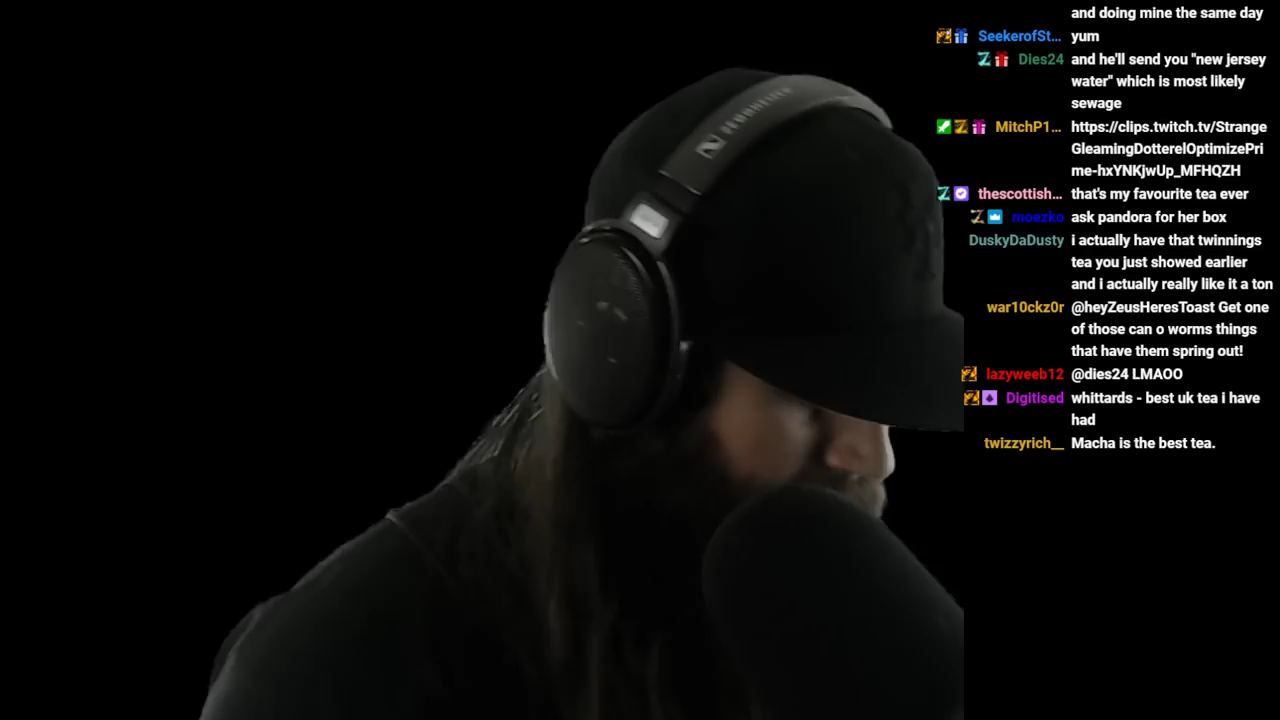 and doing mine the same day
SeekerofSt... yum
Dies24 and he'll send you "new jersey
water" which is most likely
sewage
MitchP1... https://clips.twitch.tv/Strange
GleamingDotterelOptimizePri
me-hxYNKjwUp_MFHQZH
thescottish... that's my favourite tea ever
moezko ask pandora for her box
DuskyDaDusty i actually have that twinnings
tea you just showed earlier
and i actually really like it a ton
war10ckz0r @heyZeusHeresToast Get one
of those can o worms things
that have them spring out!
lazyweeb12 @dies24 LMAOO
Digitised whittards - best uk tea i have
had
twizzyrich__ Macha is the best tea.
SENNHEISER